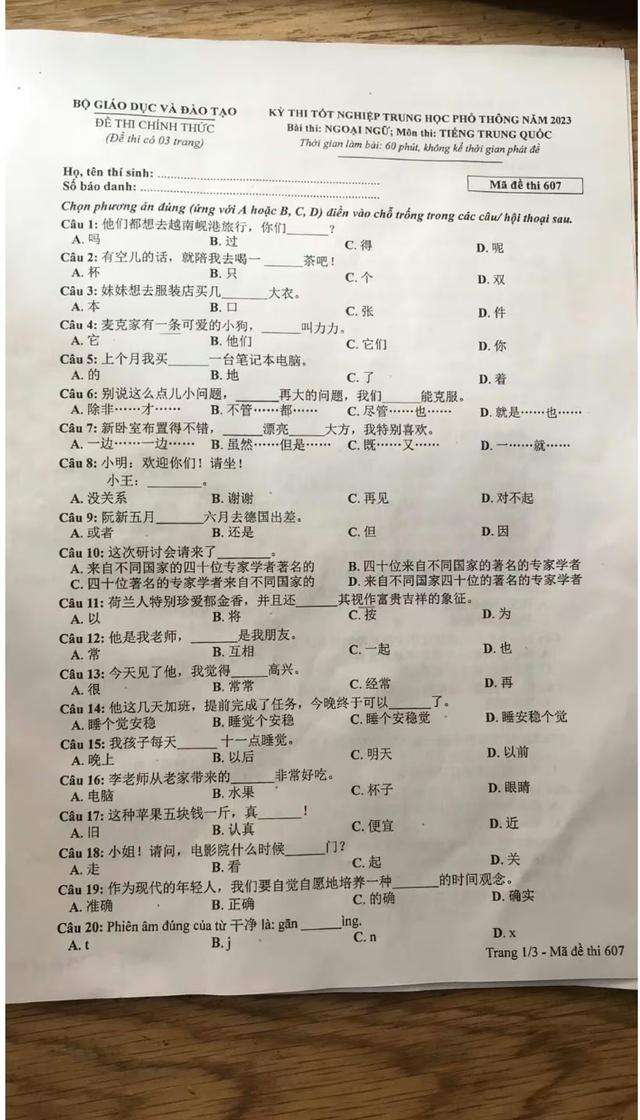 BỘ GIÁO DỤC VÀ ĐÀO TẠO
ĐỀ THI CHÍNH THỨC
(Đề thi có 03 trang)
KỲ THI TỐT NGHIỆP TRUNG HỌC PHỔ THÔNG NĂM 2023
Bài thi: NGOẠI NGỮ; Môn thi: TIẾNG TRUNG QUỐC
Thời gian làm bài: 60 phút, không kể thời gian phát đề
Họ, tên thí sinh: ..........................................................
Số báo danh: ..............................................................
Mã đề thi 607
Chọn phương án đúng (ứng với A hoặc B, C, D) điền vào chỗ trống trong các câu/ hội thoại sau.
Câu 1: 他们都想去越南岘港旅行，你们______？
A. 吗 B. 过 C. 得 D. 呢
Câu 2: 有空儿的话，就陪我去喝一 ______茶吧！
A. 杯 B. 只 C. 个 D. 双
Câu 3: 妹妹想去服装店买几______大衣。
A. 本 B. 口 C. 张 D. 件
Câu 4: 麦克家有一条可爱的小狗，______叫力力。
A. 它 B. 他们 C. 它们 D. 你
Câu 5: 上个月我买______一台笔记本电脑。
A. 的 B. 地 C. 了 D. 着
Câu 6: 别说这么点儿小问题，______再大的问题，我们______能克服。
A. 除非……才…… B. 不管……都…… C. 尽管……也…… D. 就是……也……
Câu 7: 新卧室布置得不错，______漂亮______大方，我特别喜欢。
A. 一边……一边…… B. 虽然……但是…… C. 既……又…… D. 一……就……
Câu 8: 小明：欢迎你们！请坐！
小王：________。
A. 没关系 B. 谢谢 C. 再见 D. 对不起
Câu 9: 阮新五月______六月去德国出差。
A. 或者 B. 还是 C. 但 D. 因
Câu 10: 这次研讨会请来了_______。
A. 来自不同国家的四十位专家学者著名的 B. 四十位来自不同国家的著名的专家学者
C. 四十位著名的专家学者来自不同国家的 D. 来自不同国家四十位的著名的专家学者
Câu 11: 荷兰人特别珍爱郁金香，并且还______其视作富贵吉祥的象征。
A. 以 B. 将 C. 按 D. 为
Câu 12: 他是我老师，______是我朋友。
A. 常 B. 互相 C. 一起 D. 也
Câu 13: 今天见了他，我觉得_____高兴。
A. 很 B. 常常 C. 经常 D. 再
Câu 14: 他这几天加班，提前完成了任务，今晚终于可以______了。
A. 睡个觉安稳 B. 睡觉个安稳 C. 睡个安稳觉 D. 睡安稳个觉
Câu 15: 我孩子每天______ 十一点睡觉。
A. 晚上 B. 以后 C. 明天 D. 以前
Câu 16: 李老师从老家带来的______非常好吃。
A. 电脑 B. 水果 C. 杯子 D. 眼睛
Câu 17: 这种苹果五块钱一斤，真______！
A. 旧 B. 认真 C. 便宜 D. 近
Câu 18: 小姐！请问，电影院什么时候______门？
A. 走 B. 看 C. 起 D. 关
Câu 19: 作为现代的年轻人，我们要自觉自愿地培养一种______的时间观念。
A. 准确 B. 正确 C. 的确 D. 确实
Câu 20: Phiên âm đúng của từ 干净 là: gān ______ìng.
A. t B. j C. n D. x
Trang 1/3 - Mã đề thi 607